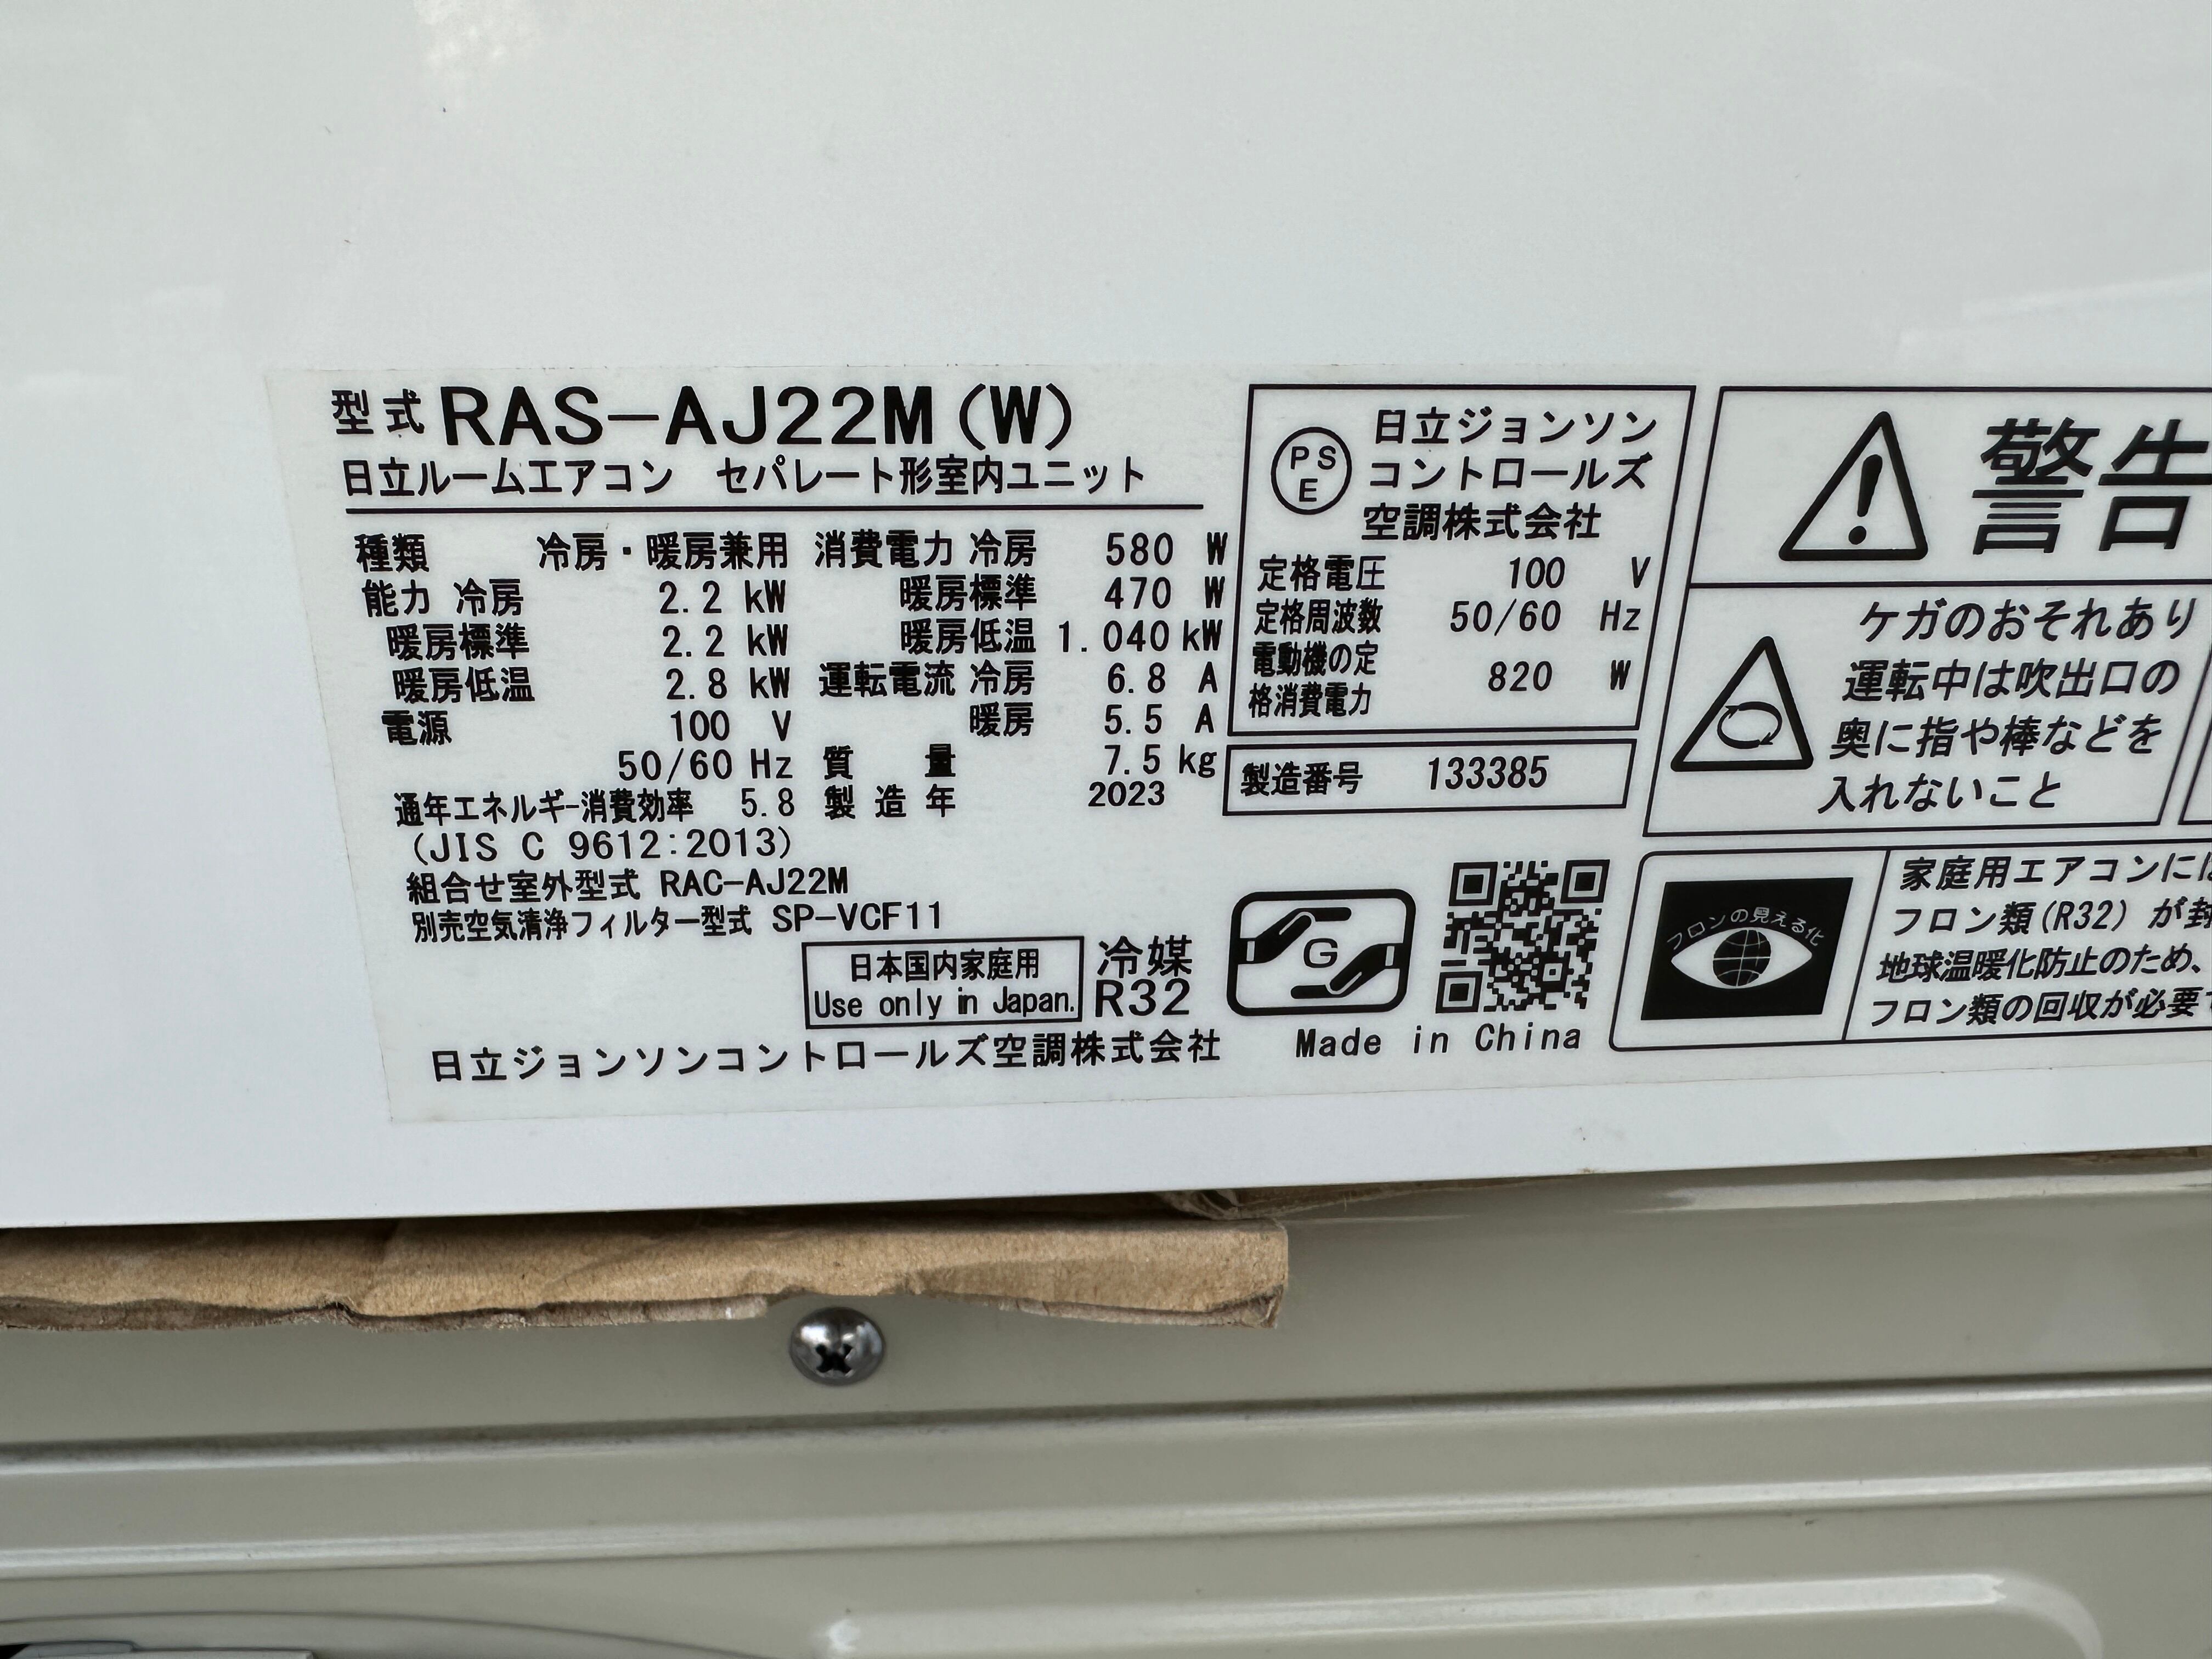 型式 RAS-AJ22M(W)
日立ルームエアコン セパレート形室内ユニット
種類 冷房・暖房兼用
能力 冷房 2.2 kW
暖房標準 2.2 kW
暖房低温 2.8 kW
電源 100 V
50/60 Hz
通年エネルギー消費効率 5.8
(JIS C 9612:2013)
消費電力 冷房 580 W
暖房標準 470 W
暖房低温 1.040 kW
運転電流 冷房 6.8 A
暖房 5.5 A
質量 7.5 kg
製造年 2023
組合せ室外型式 RAC-AJ22M
別売空気清浄フィルター型式 SP-VCF11
日本国内家庭用
Use only in Japan.
冷媒
R32
日立ジョンソンコントロールズ空調株式会社
PS
E
日立ジョンソン
コントロールズ
空調株式会社
定格電圧 100 V
定格周波数 50/60 Hz
電動機の定
格消費電力 820 W
製造番号 133385
G
Made in China
警告
ケガのおそれあり
運転中は吹出口の
奥に指や棒などを
入れないこと
フロンの見える化
家庭用エアコンには
フロン類(R32)が封
地球温暖化防止のため、
フロン類の回収が必要で